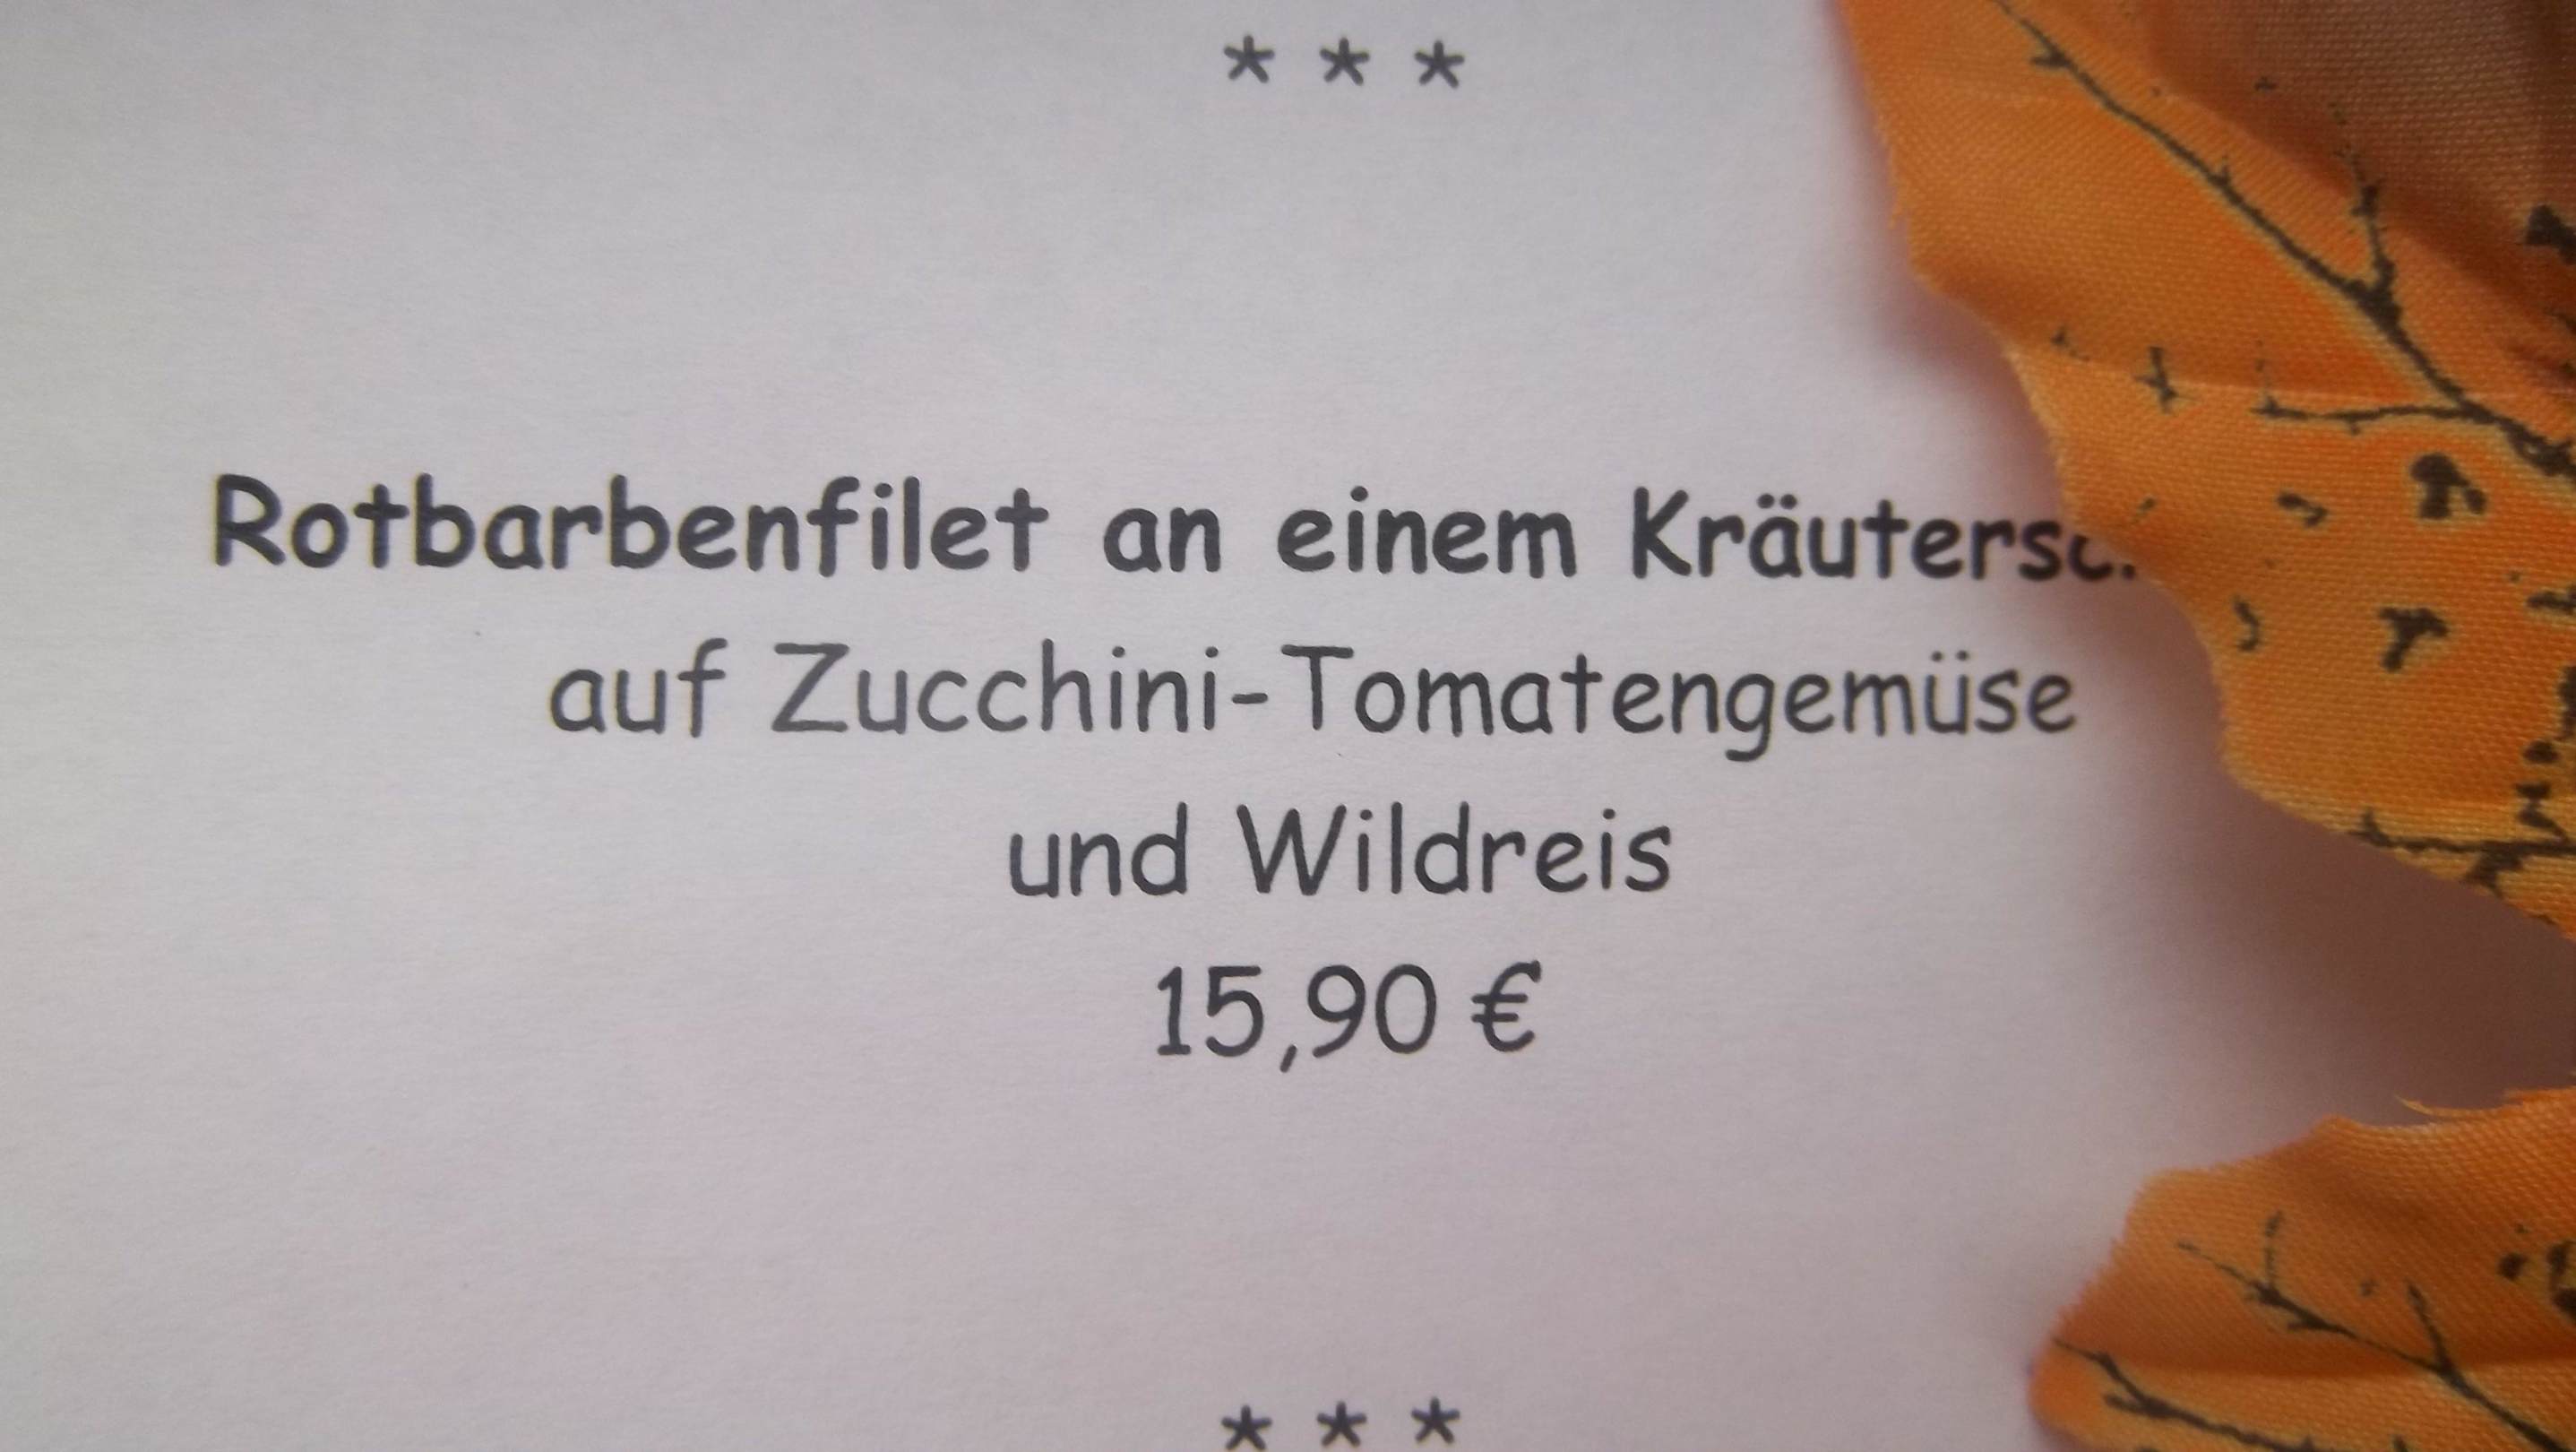 * * *
Rotbarbenfilet an einem
auf Zucchini-Tomatengemüse
und Wildreis
15,90 €
* * *